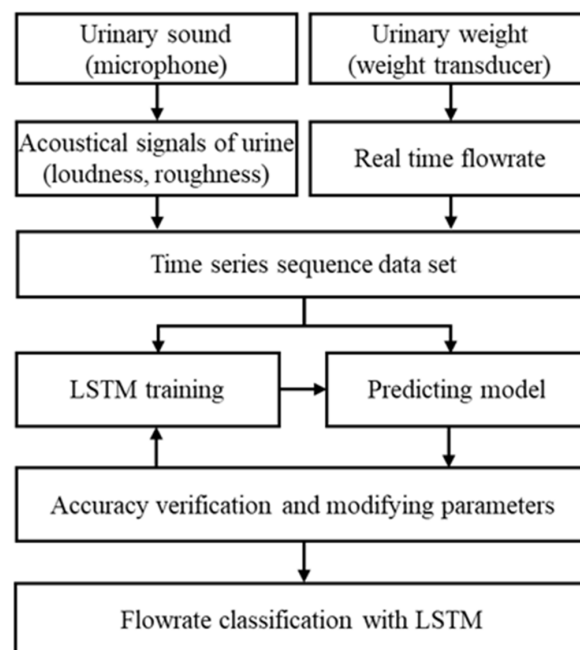 Urinary sound
(microphone)
Urinary weight
(weight transducer)
Acoustical signals of urine
(loudness, roughness)
Real time flowrate
Time series sequence data set
LSTM training
Predicting model
Accuracy verification and modifying parameters
Flowrate classification with LSTM